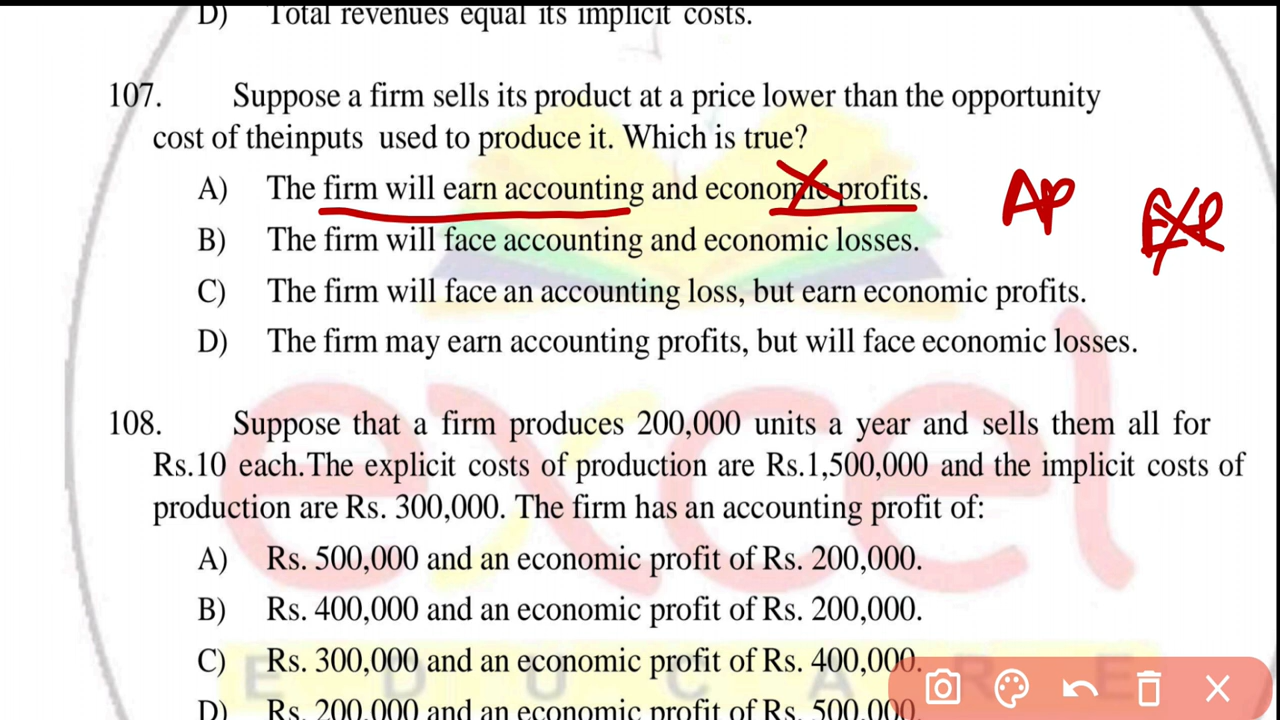 D) Total revenues equal its implicit costs.
107. Suppose a firm sells its product at a price lower than the opportunity
cost of theinputs used to produce it. Which is true?
A) The firm will earn accounting and economic profits.
Ap
B) The firm will face accounting and economic losses.
C) The firm will face an accounting loss, but earn economic profits.
D) The firm may earn accounting profits, but will face economic losses.
108. Suppose that a firm produces 200,000 units a year and sells them all for
Rs.10 each.The explicit costs of production are Rs.1,500,000 and the implicit costs of
production are Rs. 300,000. The firm has an accounting profit of:
A) Rs. 500,000 and an economic profit of Rs. 200,000.
B) Rs. 400,000 and an economic profit of Rs. 200,000.
C) Rs. 300,000 and an economic profit of Rs. 400,000.
D) Rs. 200,000 and an economic profit of Rs. 500,000.
excel
EDUCARE